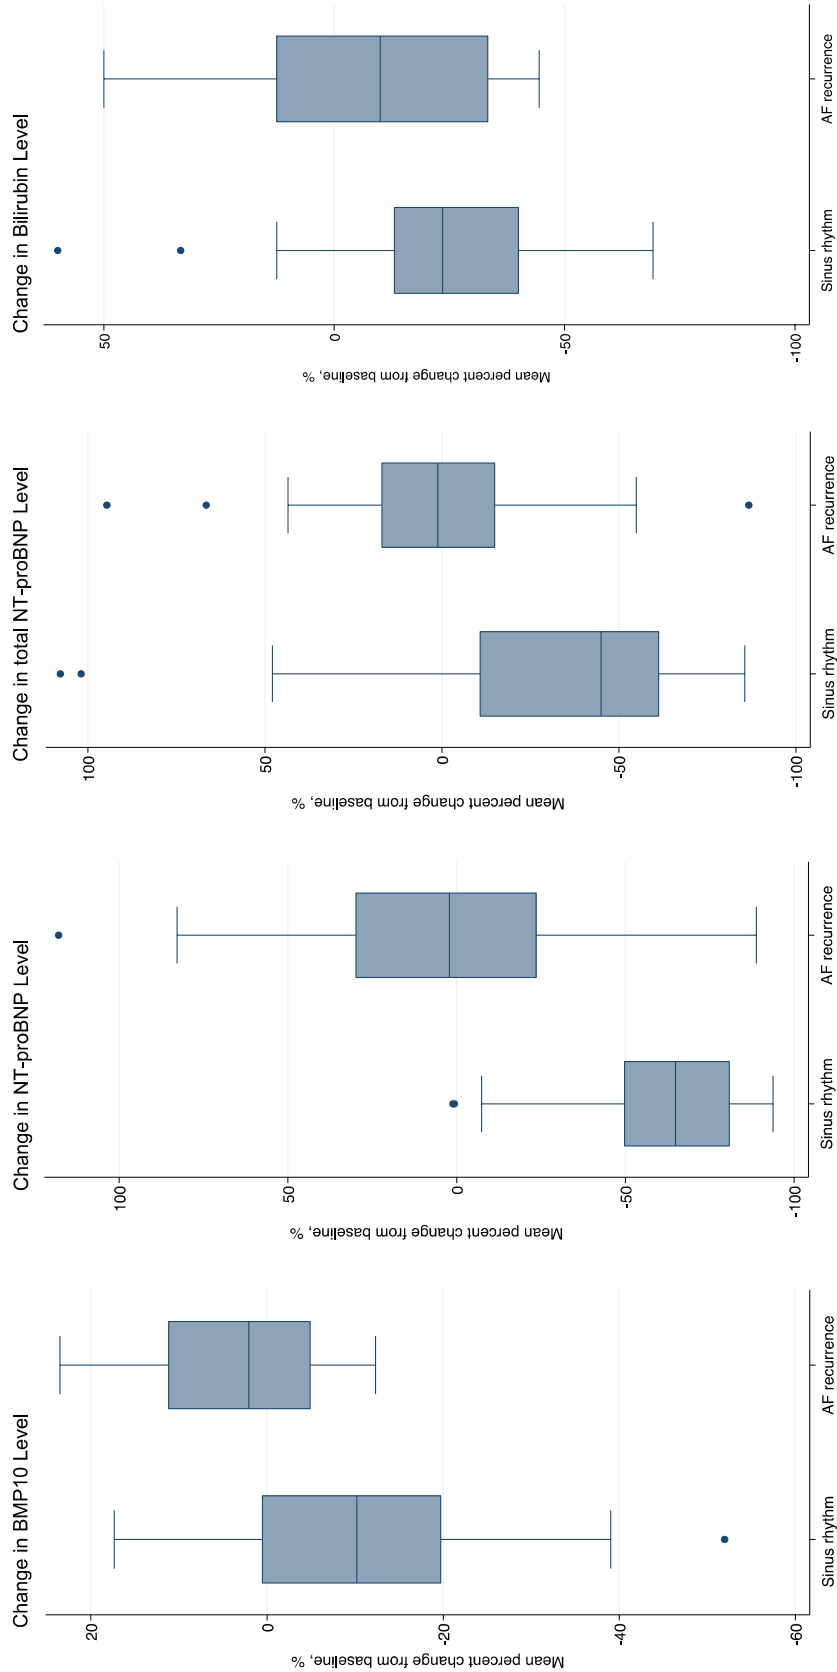 Change in BMP10 Level
Mean percent change from baseline, %
20
0
-20
-40
-60
Sinus rhythm
AF recurrence
Change in NT-proBNP Level
Mean percent change from baseline, %
100
50
0
-50
-100
Sinus rhythm
AF recurrence
Change in total NT-proBNP Level
Mean percent change from baseline, %
100
50
0
-50
-100
Sinus rhythm
AF recurrence
Change in Bilirubin Level
Mean percent change from baseline, %
50
0
-50
-100
Sinus rhythm
AF recurrence